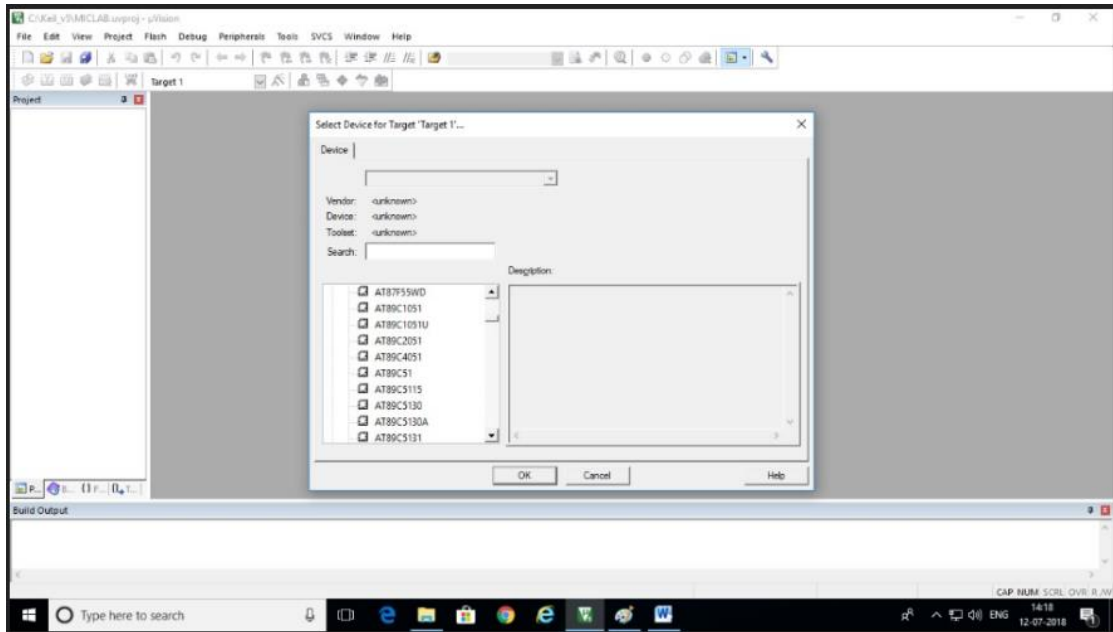 C:\Keil_v5\MICLAB.uvproj - µVision
File Edit View Project Flash Debug Peripherals Tools SVCS Window Help
Target 1
Project
Select Device for Target 'Target 1'...
Device
Vendor: <unknown>
Device: <unknown>
Toolset: <unknown>
Search:
Description:
AT87F55WD
AT89C1051
AT89C1051U
AT89C2051
AT89C4051
AT89C51
AT89C5115
AT89C5130
AT89C5130A
AT89C5131
OK Cancel Help
P... B... {} F... 0 T...
Build Output
CAP NUM SCRL OVR R/W
Type here to search
ENG
14:18
12-07-2018